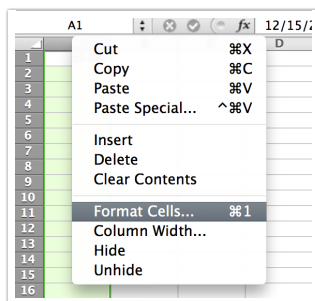 A1 fx 12/15/2
D
1
2
3
4
5
6
7
8
9
10
11
12
13
14
15
16
Cut ⌘X
Copy ⌘C
Paste ⌘V
Paste Special... ^⌘V
Insert
Delete
Clear Contents
Format Cells... ⌘1
Column Width...
Hide
Unhide